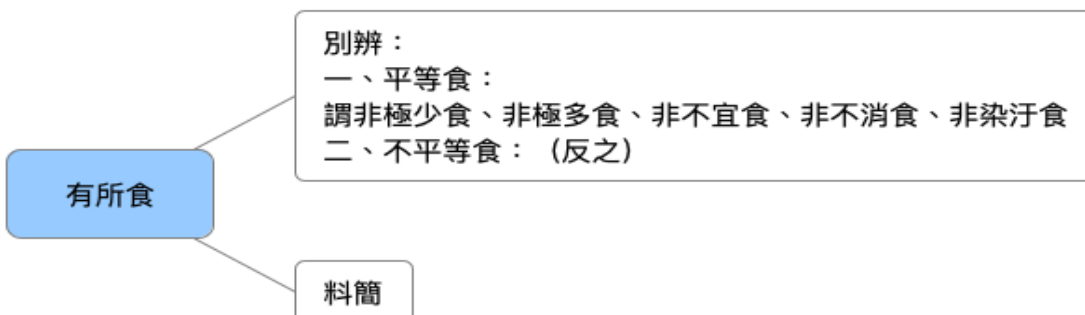 別辨：
一、平等食：
謂非極少食、非極多食、非不宜食、非不消食、非染汙食
二、不平等食：（反之）
有所食
料簡